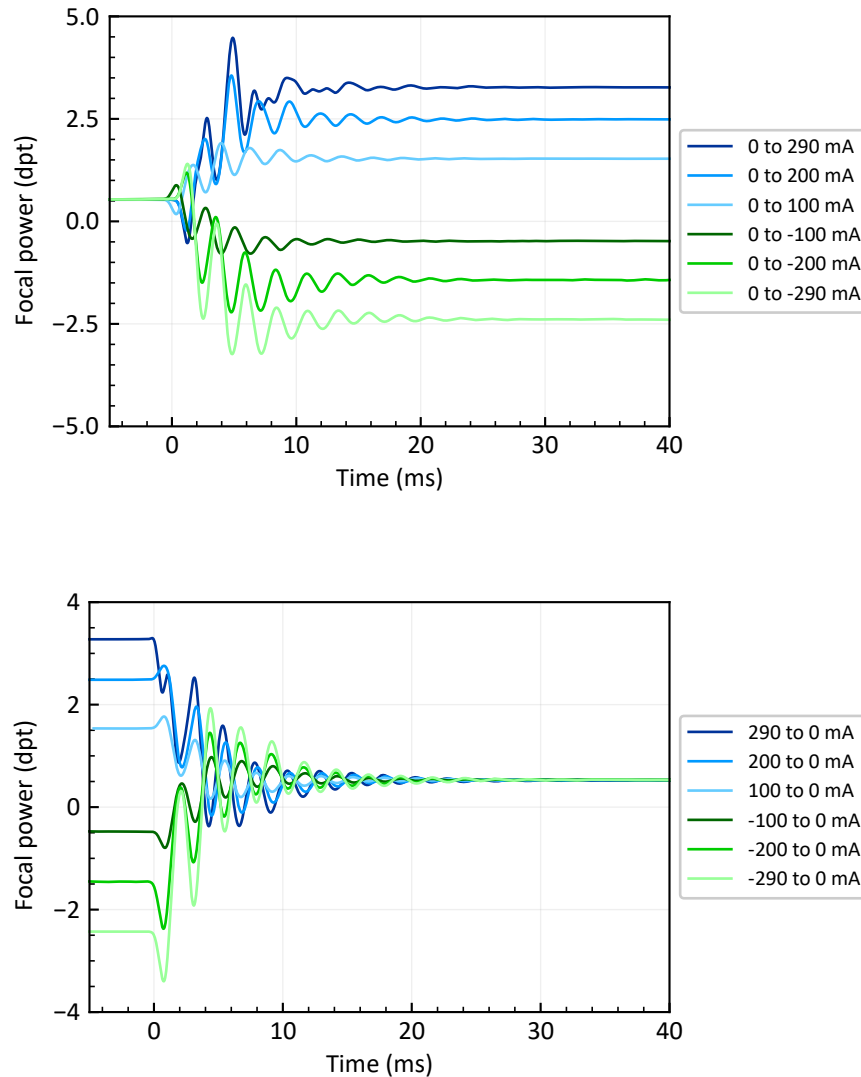 5.0
2.5
0.0
−2.5
−5.0
Focal power (dpt)
0 10 20 30 40
Time (ms)
0 to 290 mA
0 to 200 mA
0 to 100 mA
0 to -100 mA
0 to -200 mA
0 to -290 mA
4
2
0
−2
−4
Focal power (dpt)
0 10 20 30 40
Time (ms)
290 to 0 mA
200 to 0 mA
100 to 0 mA
-100 to 0 mA
-200 to 0 mA
-290 to 0 mA